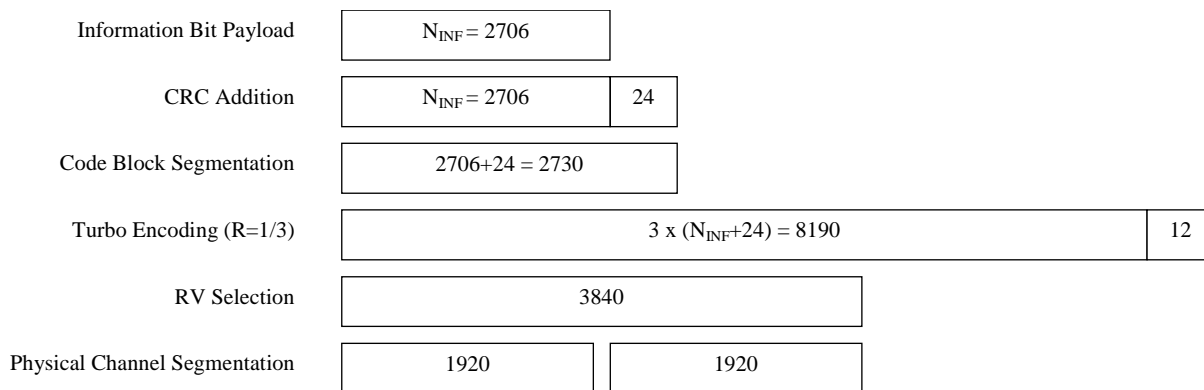 Information Bit Payload N_INF = 2706
CRC Addition N_INF = 2706 24
Code Block Segmentation 2706+24 = 2730
Turbo Encoding (R=1/3) 3 x (N_INF+24) = 8190 12
RV Selection 3840
Physical Channel Segmentation 1920 1920